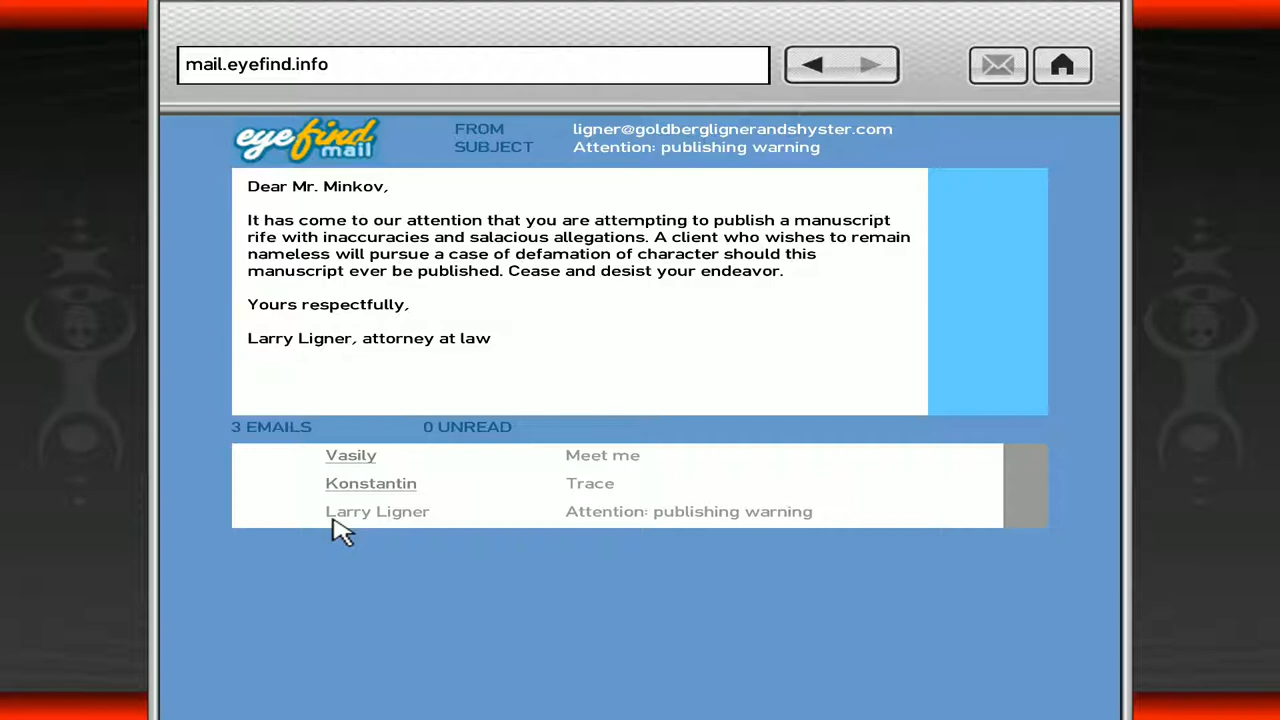 mail.eyefind.info
eyefind mail
FROM ligner@goldberglignerandshyster.com
SUBJECT Attention: publishing warning
Dear Mr. Minkov,
It has come to our attention that you are attempting to publish a manuscript
rife with inaccuracies and salacious allegations. A client who wishes to remain
nameless will pursue a case of defamation of character should this
manuscript ever be published. Cease and desist your endeavor.
Yours respectfully,
Larry Ligner, attorney at law
3 EMAILS 0 UNREAD
Vasily Meet me
Konstantin Trace
Larry Ligner Attention: publishing warning